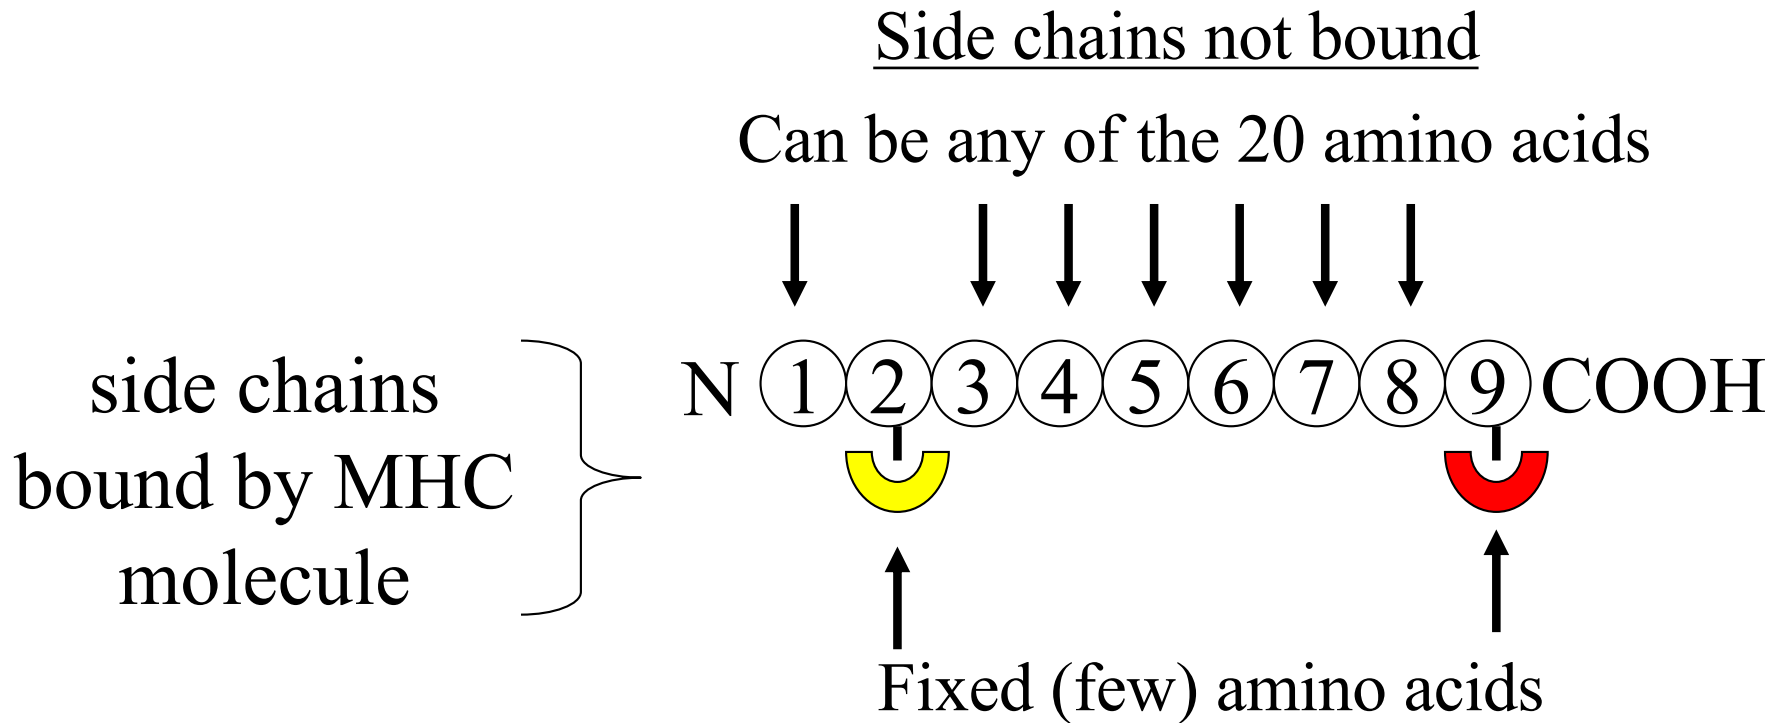 Side chains not bound
Can be any of the 20 amino acids
N 1 2 3 4 5 6 7 8 9 COOH
side chains
bound by MHC
molecule
Fixed (few) amino acids